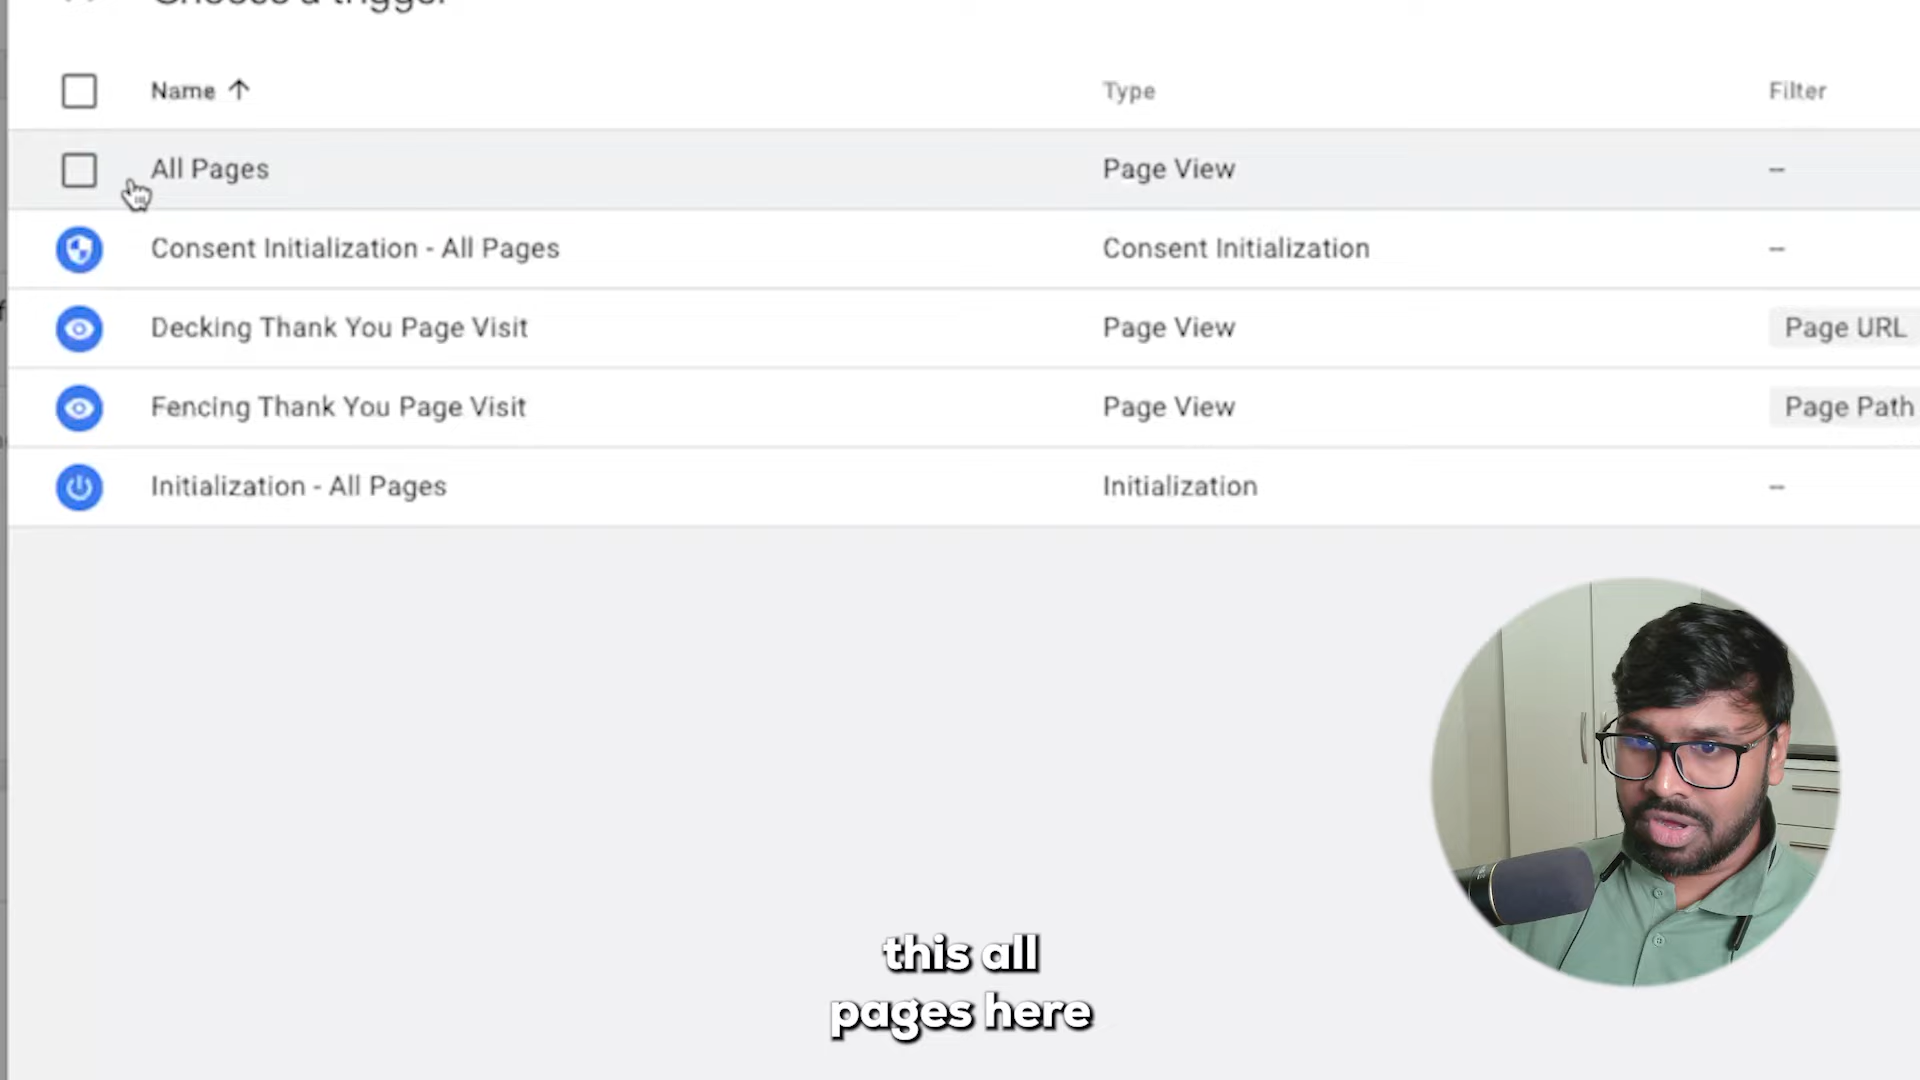 Choose a trigger
Name
Type
Filter
All Pages
Page View
--
Consent Initialization - All Pages
Consent Initialization
--
Decking Thank You Page Visit
Page View
Page URL
Fencing Thank You Page Visit
Page View
Page Path
Initialization - All Pages
Initialization
--
this all
pages here